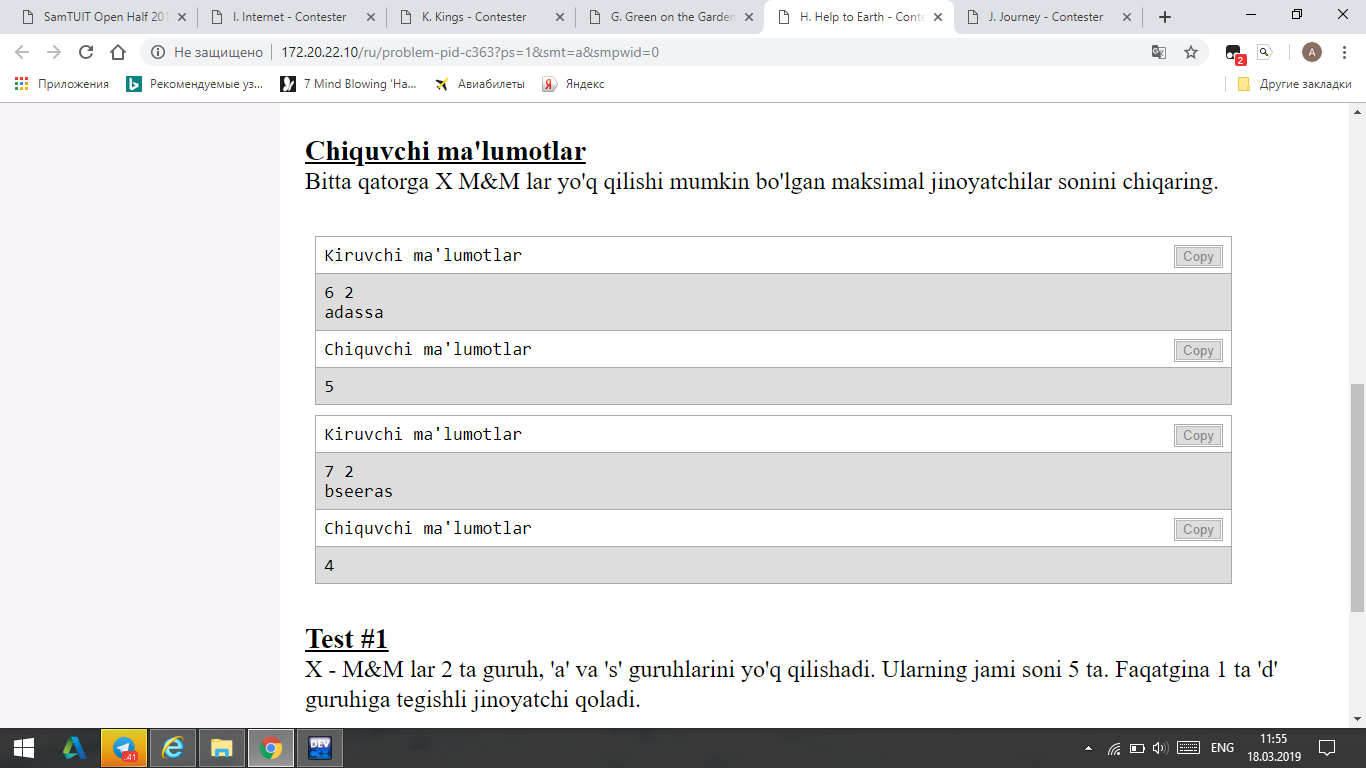 SamTUIT Open Half 201
I. Internet - Contester
K. Kings - Contester
G. Green on the Garden
H. Help to Earth - Conte
J. Journey - Contester
Не защищено
172.20.22.10/ru/problem-pid-c363?ps=1&smt=a&smpwid=0
2
A
Приложения
Рекомендуемые уз...
7 Mind Blowing 'Ha...
Авиабилеты
Яндекс
Другие закладки
Chiquvchi ma'lumotlar
Bitta qatorga X M&M lar yo'q qilishi mumkin bo'lgan maksimal jinoyatchilar sonini chiqaring.
Kiruvchi ma'lumotlar
Copy
6 2
adassa
Chiquvchi ma'lumotlar
Copy
5
Kiruvchi ma'lumotlar
Copy
7 2
bseeras
Chiquvchi ma'lumotlar
Copy
4
Test #1
X - M&M lar 2 ta guruh, 'a' va 's' guruhlarini yo'q qilishadi. Ularning jami soni 5 ta. Faqatgina 1 ta 'd'
guruhiga tegishli jinoyatchi qoladi.
41
DEV
ENG
11:55
18.03.2019